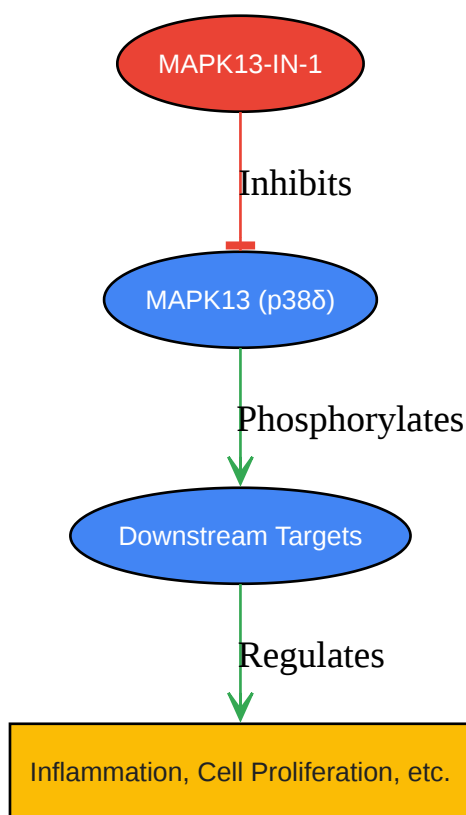 MAPK13-IN-1
Inhibits
MAPK13 (p38δ)
Phosphorylates
Downstream Targets
Regulates
Inflammation, Cell Proliferation, etc.